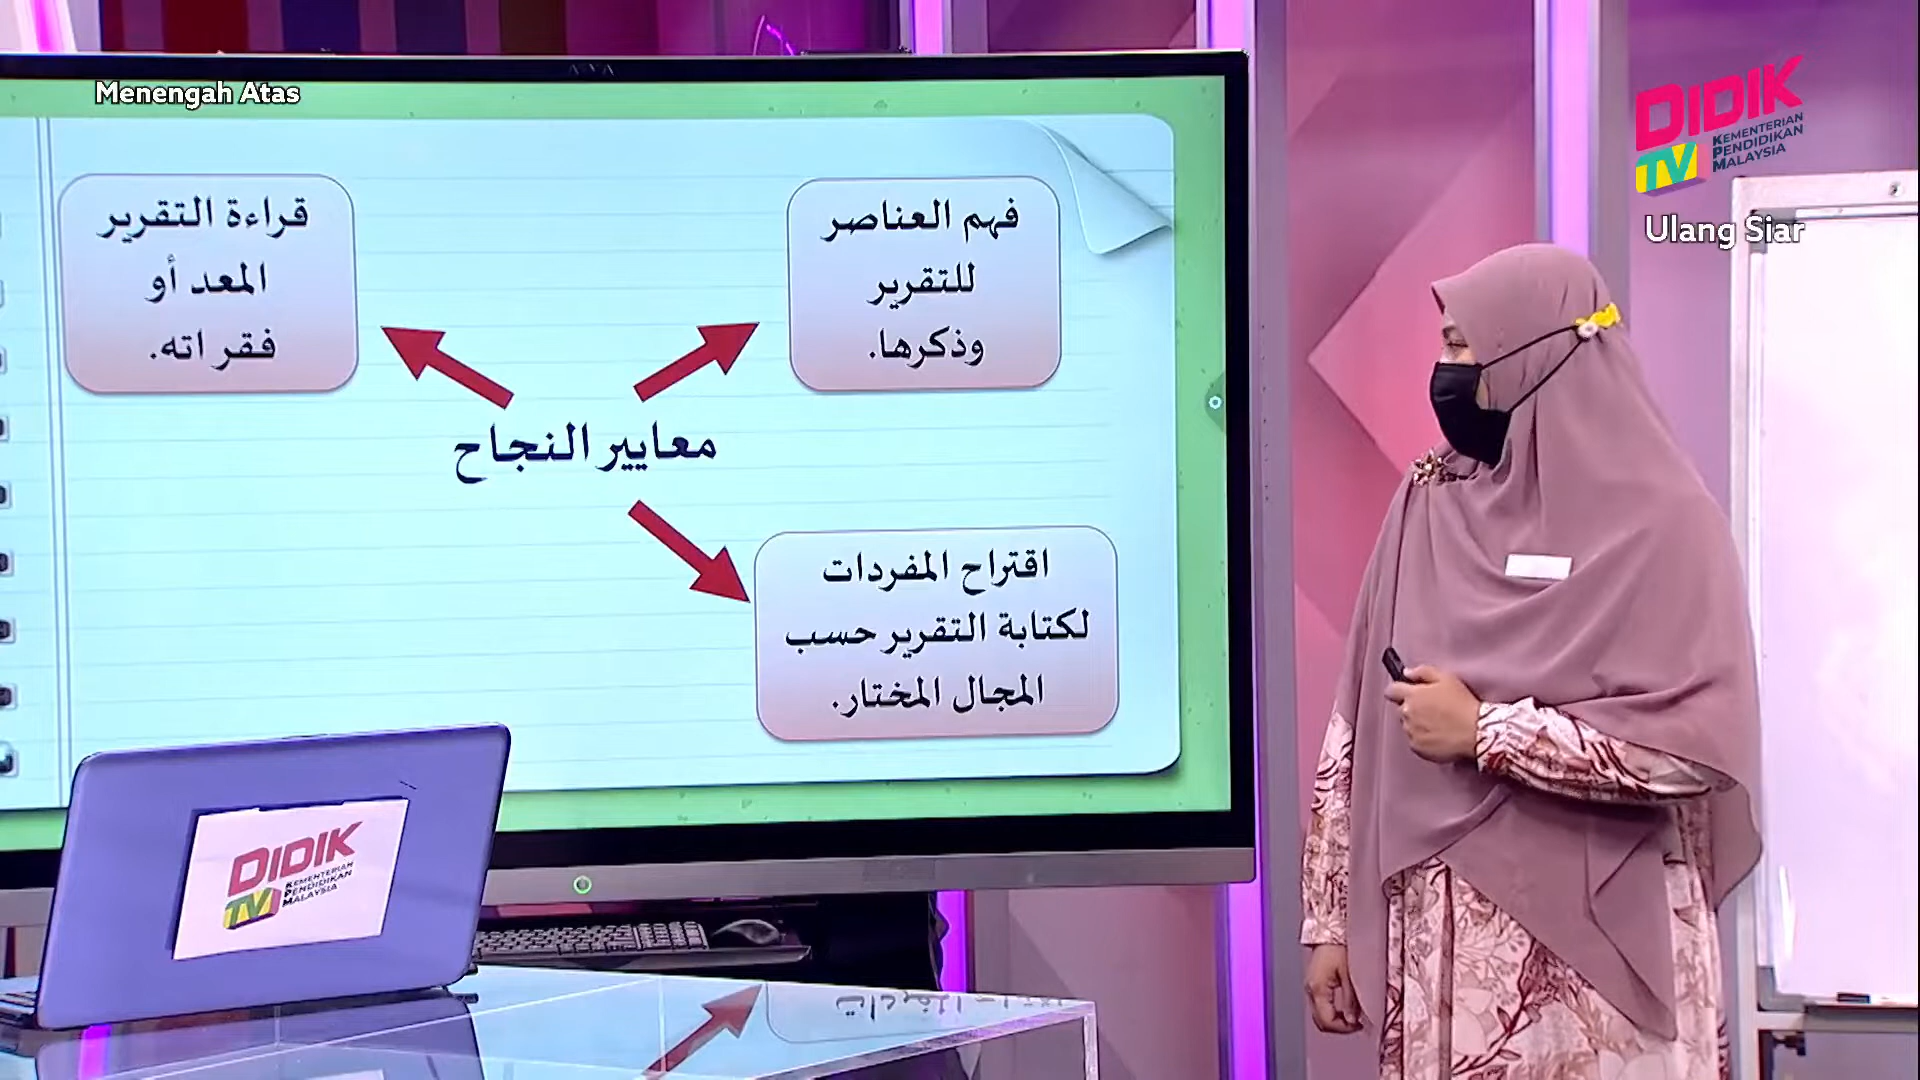 Menengah Atas
DIDIK
TV KEMENTERIAN
PENDIDIKAN
MALAYSIA
Ulang Siar
فهم العناصر
للتقرير
وذكرها.
قراءة التقرير
المعد أو
فقراته.
معايير النجاح
اقتراح المفردات
لكتابة التقرير حسب
المجال المختار.
DIDIK
TV KEMENTERIAN
PENDIDIKAN
MALAYSIA